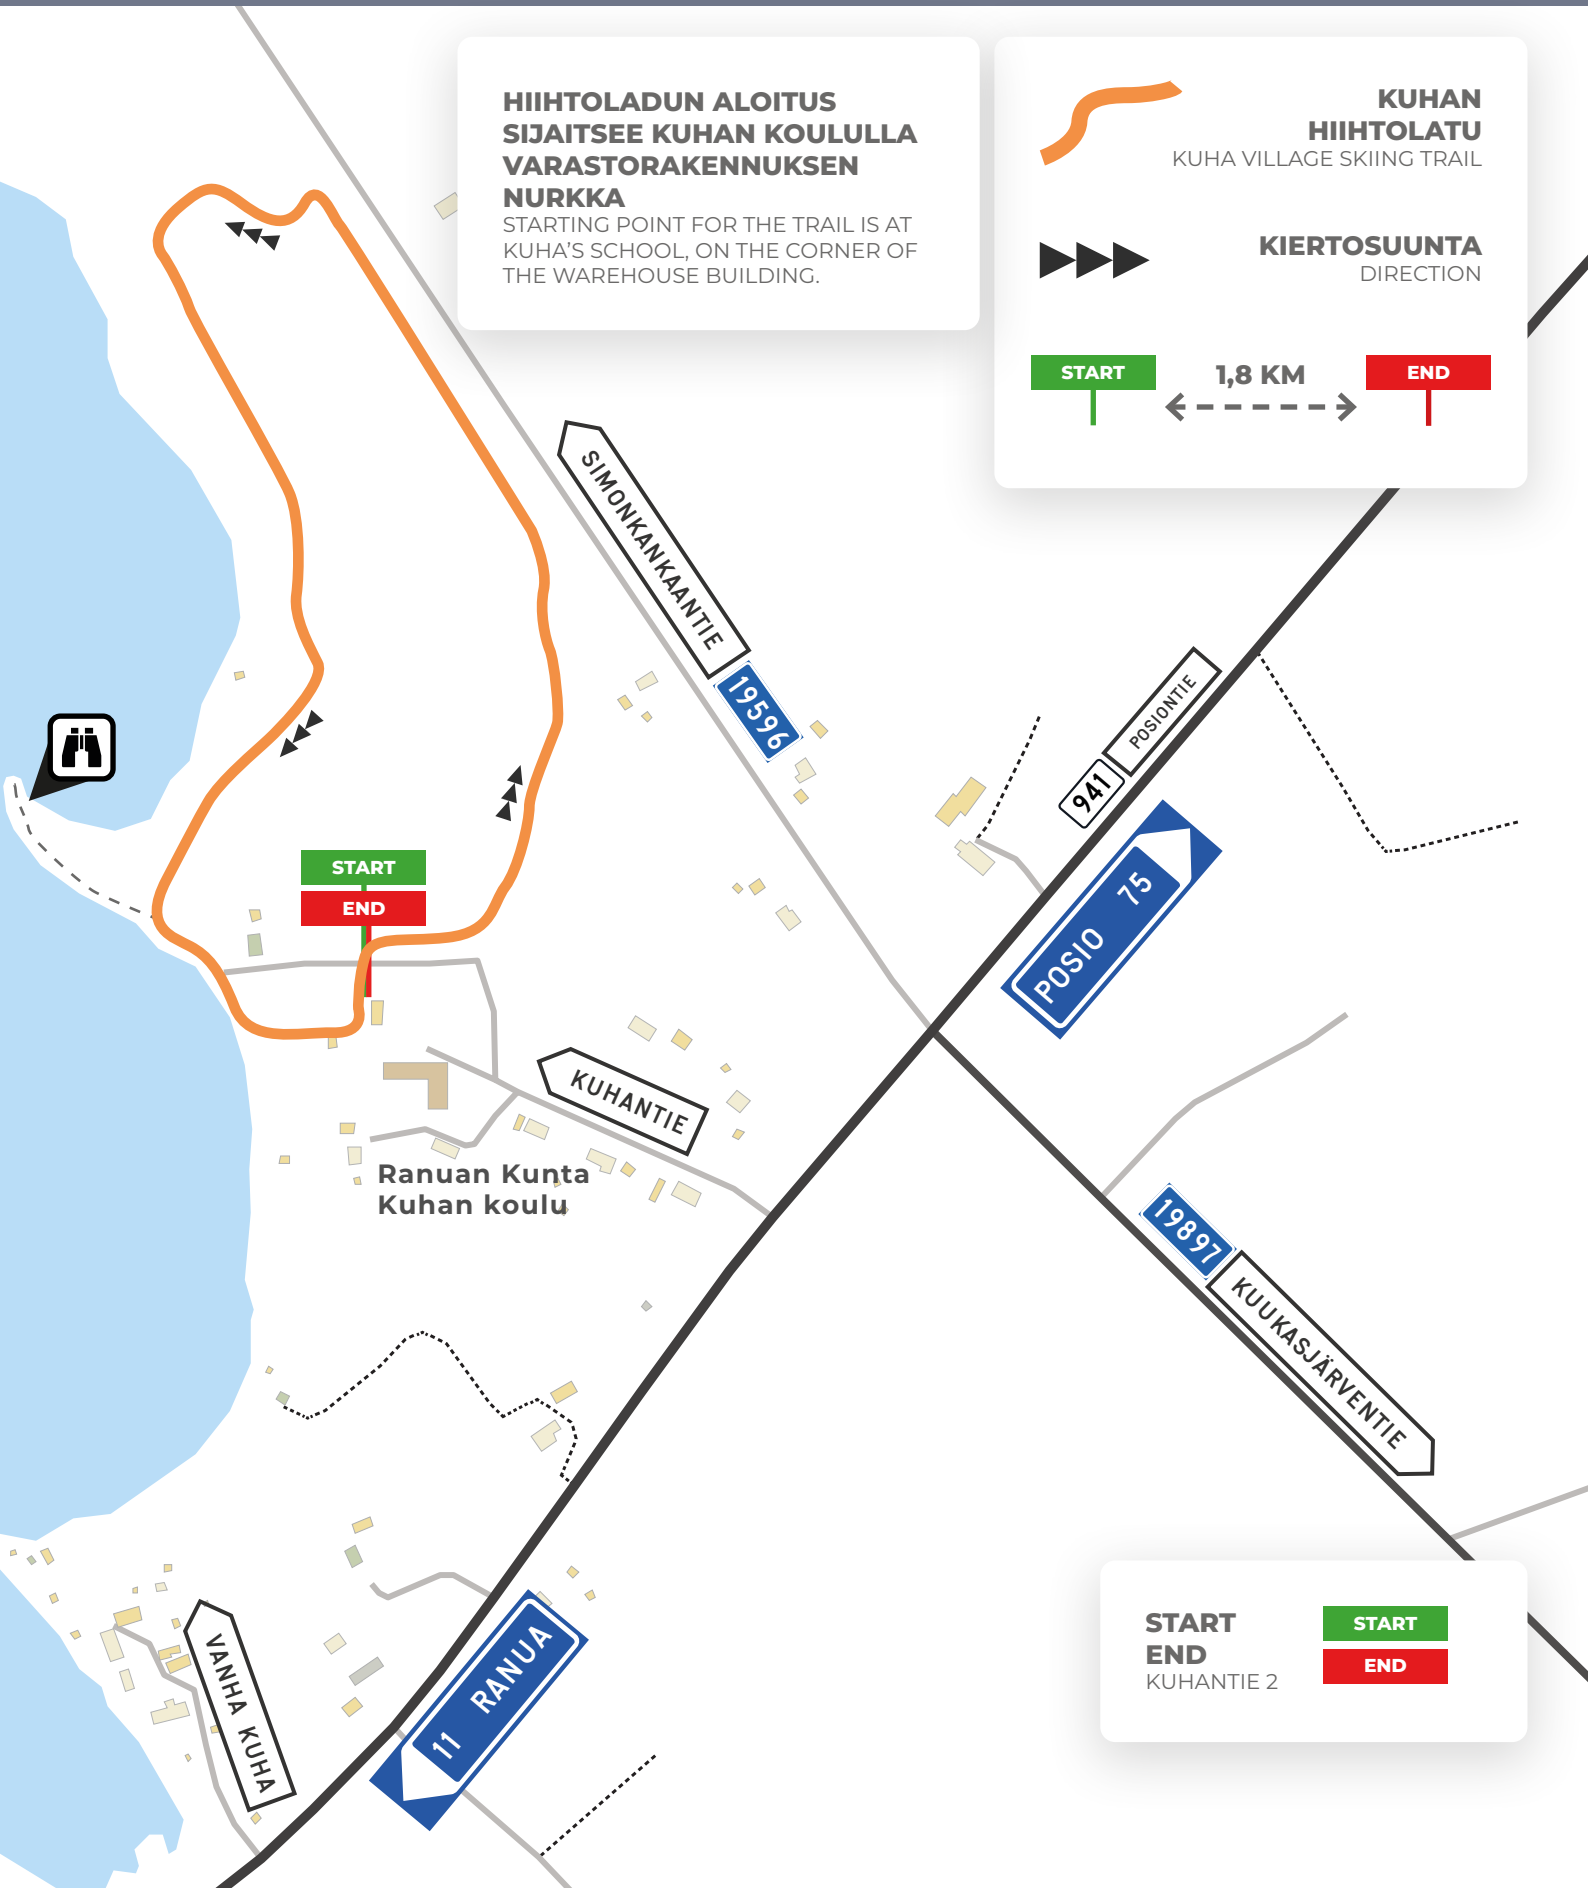 HIIHTOLADUN ALOITUS
SIJAITSEE KUHAN KOULULLA
VARASTORAKENNUKSEN
NURKKA
STARTING POINT FOR THE TRAIL IS AT
KUHA'S SCHOOL, ON THE CORNER OF
THE WAREHOUSE BUILDING.
KUHAN
HIIHTOLATU
KUHA VILLAGE SKIING TRAIL
KIERTOSUUNTA
DIRECTION
START
1,8 KM
END
SIMONKANKAANTIE
19596
POSIONTIE
941
POSIO 75
START
END
KUHANTIE
Ranuan Kunta
Kuhan koulu
19897
KUUKASJÄRVENTIE
VANHA KUHA
11 RANUA
START
END
KUHANTIE 2
START
END